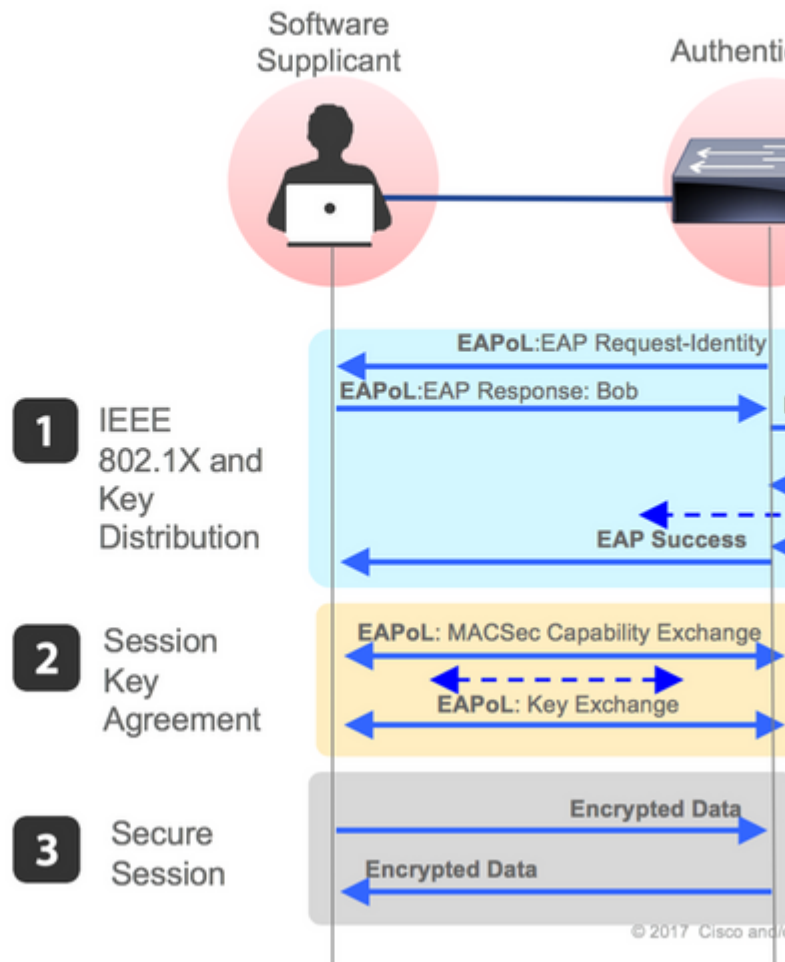 Software
Supplicant
Authenti
EAPoL:EAP Request-Identity
EAPoL:EAP Response: Bob
1
IEEE
802.1X and
Key
Distribution
EAP Success
2
Session
Key
Agreement
EAPoL: MACSec Capability Exchange
EAPoL: Key Exchange
3
Secure
Session
Encrypted Data
Encrypted Data
© 2017 Cisco and/